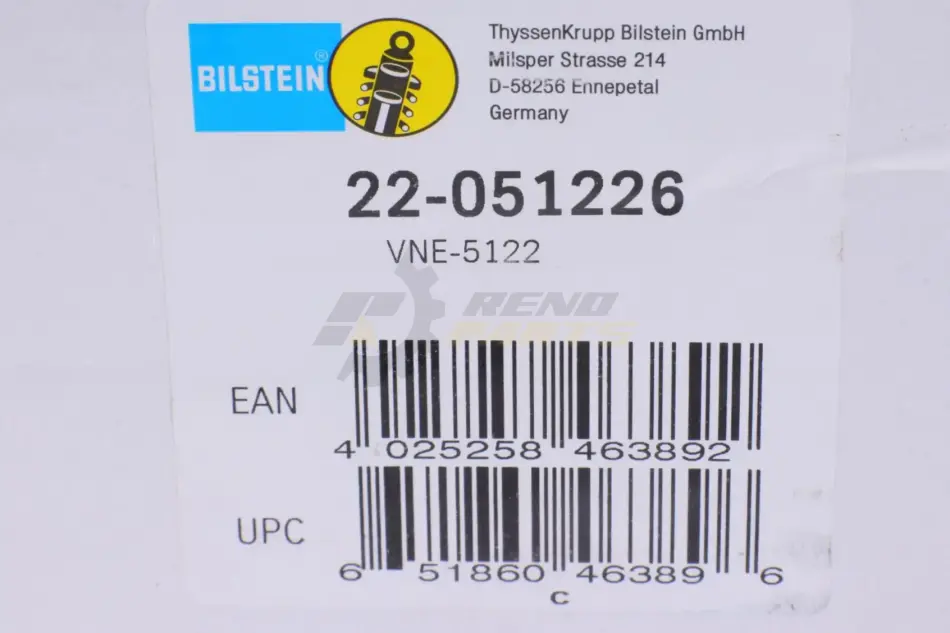 BILSTEIN®
ThyssenKrupp Bilstein GmbH
Milsper Strasse 214
D-58256 Ennepetal
Germany
22-051226
VNE-5122
RENO
PARTS
EAN
4 025258 463892
UPC
6 51860 46389 6
c